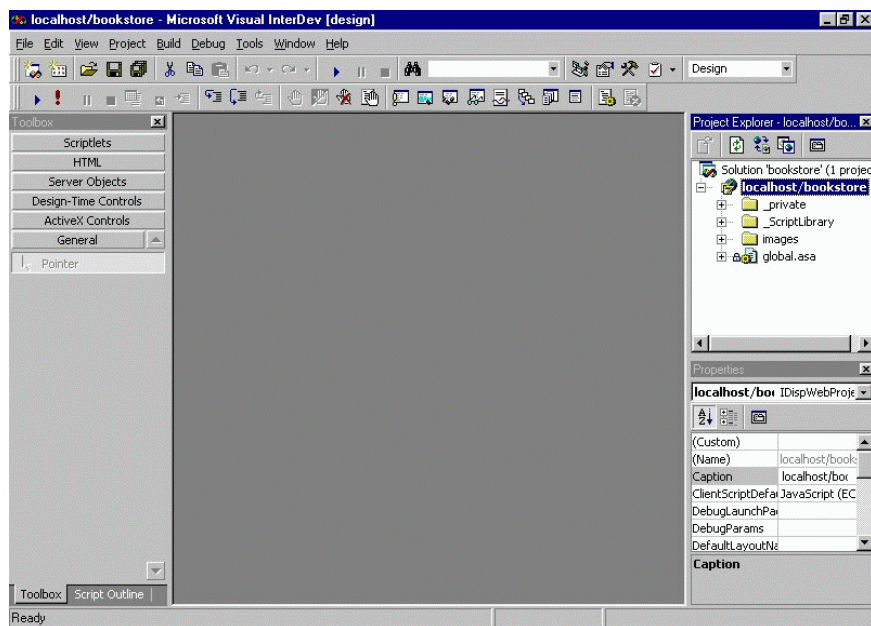 localhost/bookstore - Microsoft Visual InterDev [design]
File Edit View Project Build Debug Tools Window Help
Design
Toolbox
Scriptlets
HTML
Server Objects
Design-Time Controls
ActiveX Controls
General
Pointer
Toolbox Script Outline
Project Explorer - localhost/bo...
Solution 'bookstore' (1 projec
localhost/bookstore
_private
_ScriptLibrary
images
global.asa
Properties
localhost/boo IDispWebProje
(Custom)
(Name) localhost/books
Caption localhost/boo
ClientScriptDefau JavaScript (EC
DebugLaunchPa
DebugParams
DefaultLayoutNa
Caption
Ready